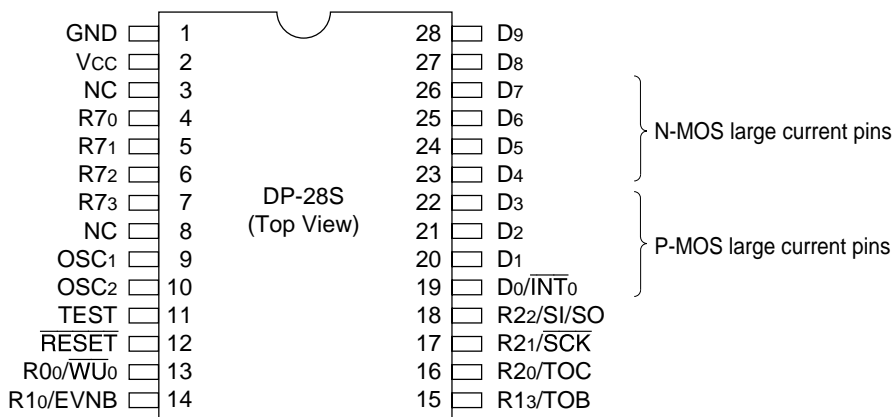 GND 1 28 D9
VCC 2 27 D8
NC 3 26 D7
R70 4 25 D6
R71 5 24 D5
R72 6 23 D4
R73 7 22 D3
NC 8 21 D2
OSC1 9 20 D1
OSC2 10 19 D0/INT0
TEST 11 18 R22/SI/SO
RESET 12 17 R21/SCK
R00/WU0 13 16 R20/TOC
R10/EVNB 14 15 R13/TOB
DP-28S
(Top View)
N-MOS large current pins
P-MOS large current pins